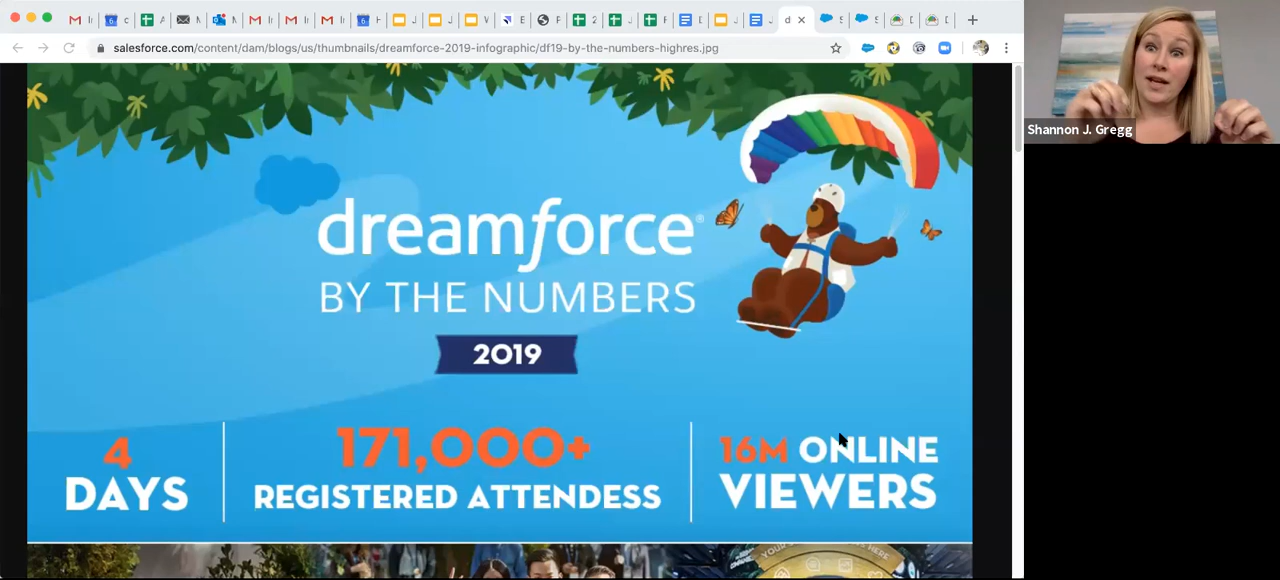 salesforce.com/content/dam/blogs/us/thumbnails/dreamforce-2019-infographic/df19-by-the-numbers-highres.jpg
Shannon J. Gregg
dreamforce®
BY THE NUMBERS
2019
4
DAYS
171,000+
REGISTERED ATTENDESS
16M ONLINE
VIEWERS